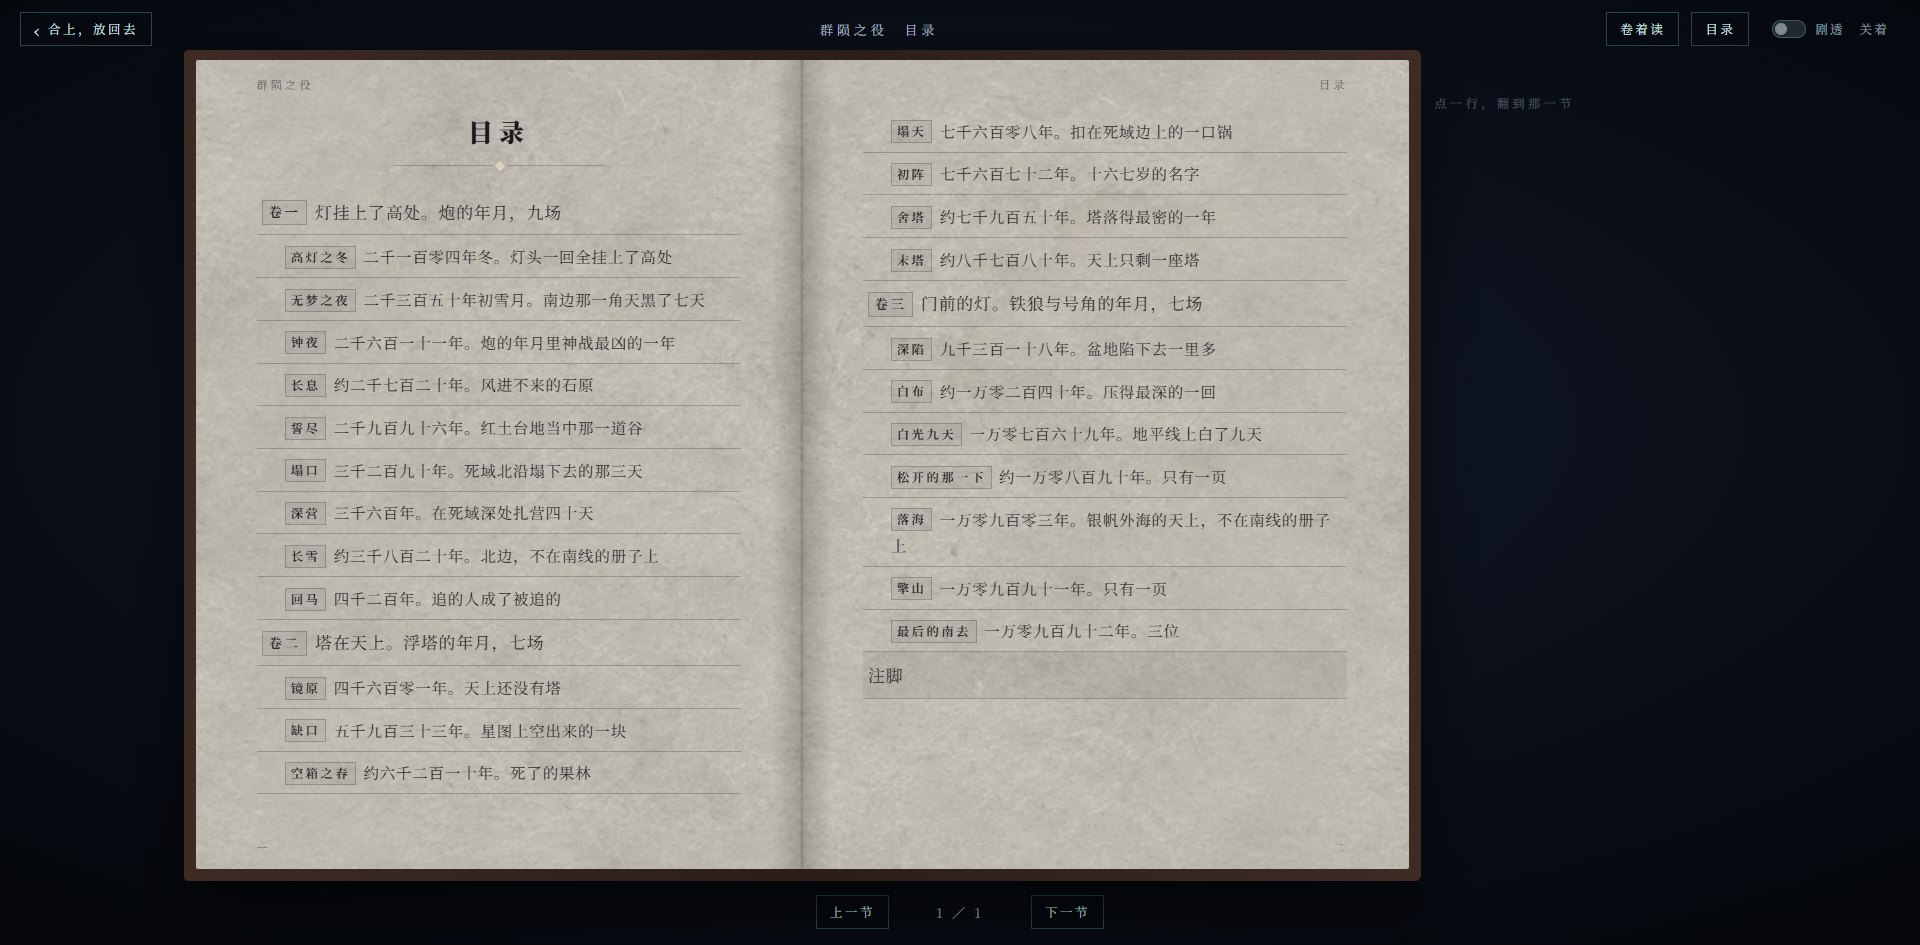 ‹ 合上，放回去
群陨之役 目录
卷着读
目录
剧透 关着
群陨之役
目录
卷一 灯挂上了高处。炮的年月，九场
高灯之冬 二千一百零四年冬。灯头一回全挂上了高处
无梦之夜 二千三百五十年初雪月。南边那一角天黑了七天
钟夜 二千六百一十一年。炮的年月里神战最凶的一年
长息 约二千七百二十年。风进不来的石原
誓尽 二千九百九十六年。红土台地当中那一道谷
塌口 三千二百九十年。死域北沿塌下去的那三天
深营 三千六百年。在死域深处扎营四十天
长雪 约三千八百二十年。北边，不在南线的册子上
回马 四千二百年。追的人成了被追的
卷二 塔在天上。浮塔的年月，七场
镜原 四千六百零一年。天上还没有塔
缺口 五千九百三十三年。星图上空出来的一块
空箱之春 约六千二百一十年。死了的果林
一
目录
塌天 七千六百零八年。扣在死域边上的一口锅
初阵 七千六百七十二年。十六七岁的名字
舍塔 约七千九百五十年。塔落得最密的一年
末塔 约八千七百八十年。天上只剩一座塔
卷三 门前的灯。铁狼与号角的年月，七场
深陷 九千三百一十八年。盆地陷下去一里多
白布 约一万零二百四十年。压得最深的一回
白光九天 一万零七百六十九年。地平线上白了九天
松开的那一下 约一万零八百九十年。只有一页
落海 一万零九百零三年。银帆外海的天上，不在南线的册子
上
擎山 一万零九百九十一年。只有一页
最后的南去 一万零九百九十二年。三位
注脚
二
点一行，翻到那一节
上一节
1 ／ 1
下一节